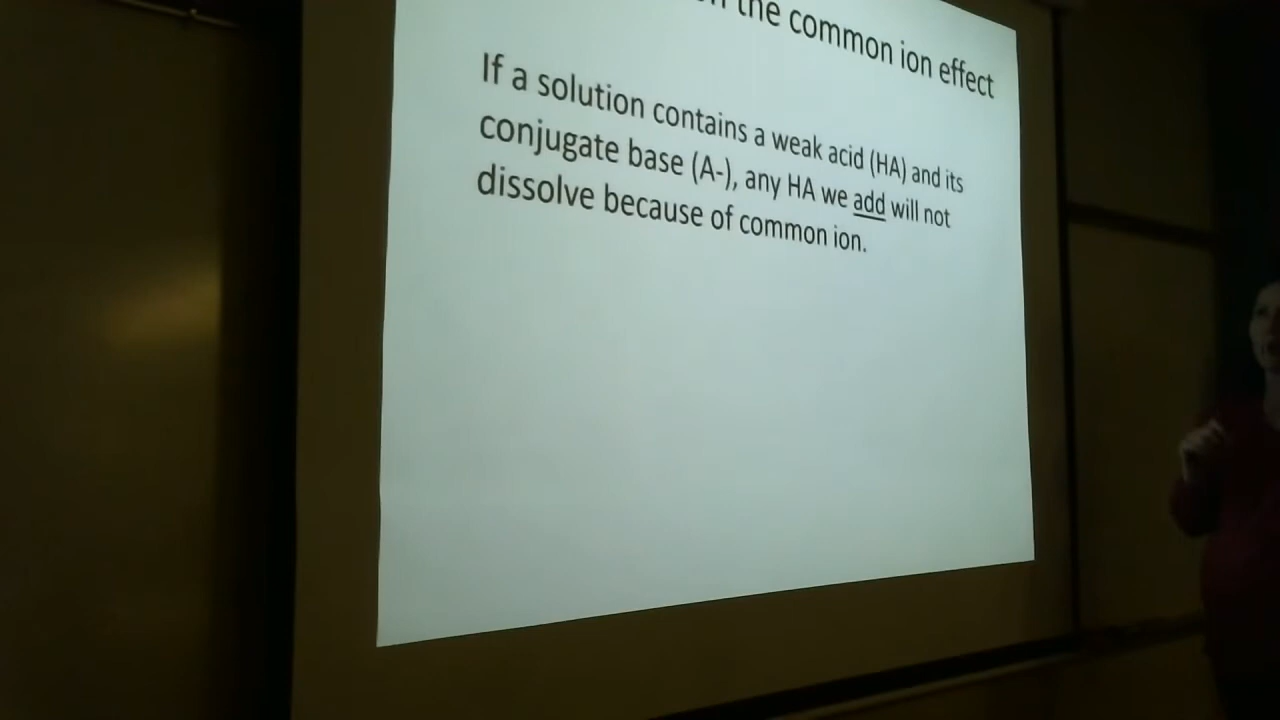 the common ion effect
If a solution contains a weak acid (HA) and its
conjugate base (A-), any HA we add will not
dissolve because of common ion.